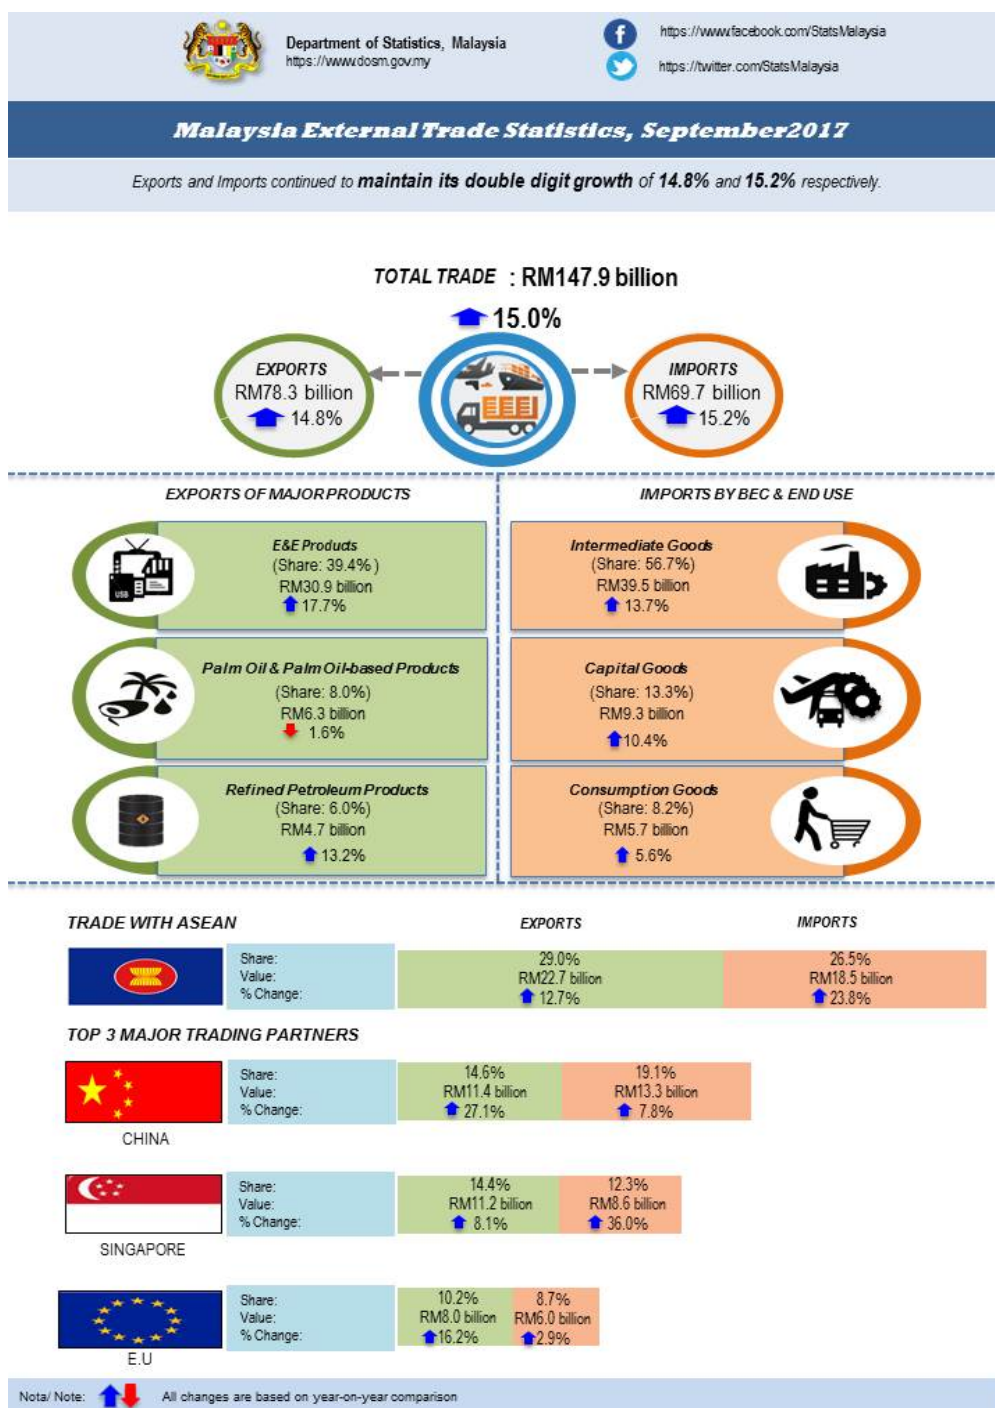 Department of Statistics, Malaysia
https://www.dosm.gov.my
https://www.facebook.com/StatsMalaysia
https://twitter.com/StatsMalaysia
Malaysia External Trade Statistics, September2017
Exports and Imports continued to maintain its double digit growth of 14.8% and 15.2% respectively.
TOTAL TRADE : RM147.9 billion
15.0%
EXPORTS
RM78.3 billion
14.8%
IMPORTS
RM69.7 billion
15.2%
EXPORTS OF MAJOR PRODUCTS
E&E Products
(Share: 39.4% )
RM30.9 billion
17.7%
USB
Palm Oil & Palm Oil-based Products
(Share: 8.0%)
RM6.3 billion
1.6%
Refined Petroleum Products
(Share: 6.0%)
RM4.7 billion
13.2%
IMPORTS BY BEC & END USE
Intermediate Goods
(Share: 56.7%)
RM39.5 billion
13.7%
Capital Goods
(Share: 13.3%)
RM9.3 billion
10.4%
Consumption Goods
(Share: 8.2%)
RM5.7 billion
5.6%
TRADE WITH ASEAN EXPORTS IMPORTS
Share: 29.0% 26.5%
Value: RM22.7 billion RM18.5 billion
% Change: 12.7% 23.8%
TOP 3 MAJOR TRADING PARTNERS
Share: 14.6% 19.1%
Value: RM11.4 billion RM13.3 billion
% Change: 27.1% 7.8%
CHINA
Share: 14.4% 12.3%
Value: RM11.2 billion RM8.6 billion
% Change: 8.1% 36.0%
SINGAPORE
Share: 10.2% 8.7%
Value: RM8.0 billion RM6.0 billion
% Change: 16.2% 2.9%
E.U
Nota/ Note: All changes are based on year-on-year comparison